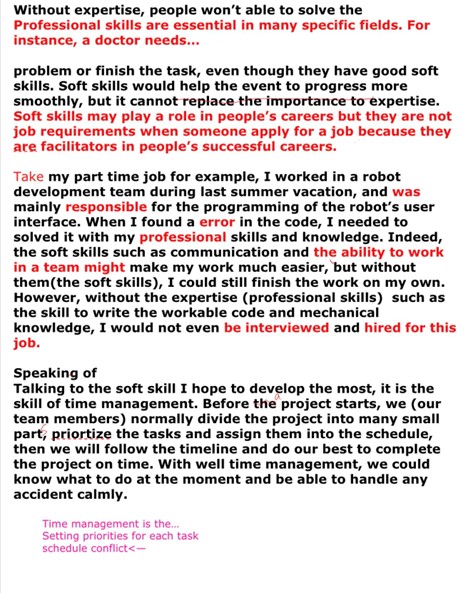 Without expertise, people won’t able to solve the
Professional skills are essential in many specific fields. For
instance, a doctor needs…
problem or finish the task, even though they have good soft
skills. Soft skills would help the event to progress more
smoothly, but it cannot replace the importance to expertise.
Soft skills may play a role in people’s careers but they are not
job requirements when someone apply for a job because they
are facilitators in people’s successful careers.
Take my part time job for example, I worked in a robot
development team during last summer vacation, and was
mainly responsible for the programming of the robot’s user
interface. When I found a error in the code, I needed to
solved it with my professional skills and knowledge. Indeed,
the soft skills such as communication and the ability to work
in a team might make my work much easier, but without
them(the soft skills), I could still finish the work on my own.
However, without the expertise (professional skills)  such as
the skill to write the workable code and mechanical
knowledge, I would not even be interviewed and hired for this
job.
Speaking of
Talking to the soft skill I hope to develop the most, it is the
skill of time management. Before the a project starts, we (our
team members) normally divide the project into many small
part, priortize the tasks and assign them into the schedule,
then we will follow the timeline and do our best to complete
the project on time. With well time management, we could
know what to do at the moment and be able to handle any
accident calmly.
Time management is the…
Setting priorities for each task
schedule conflict<—